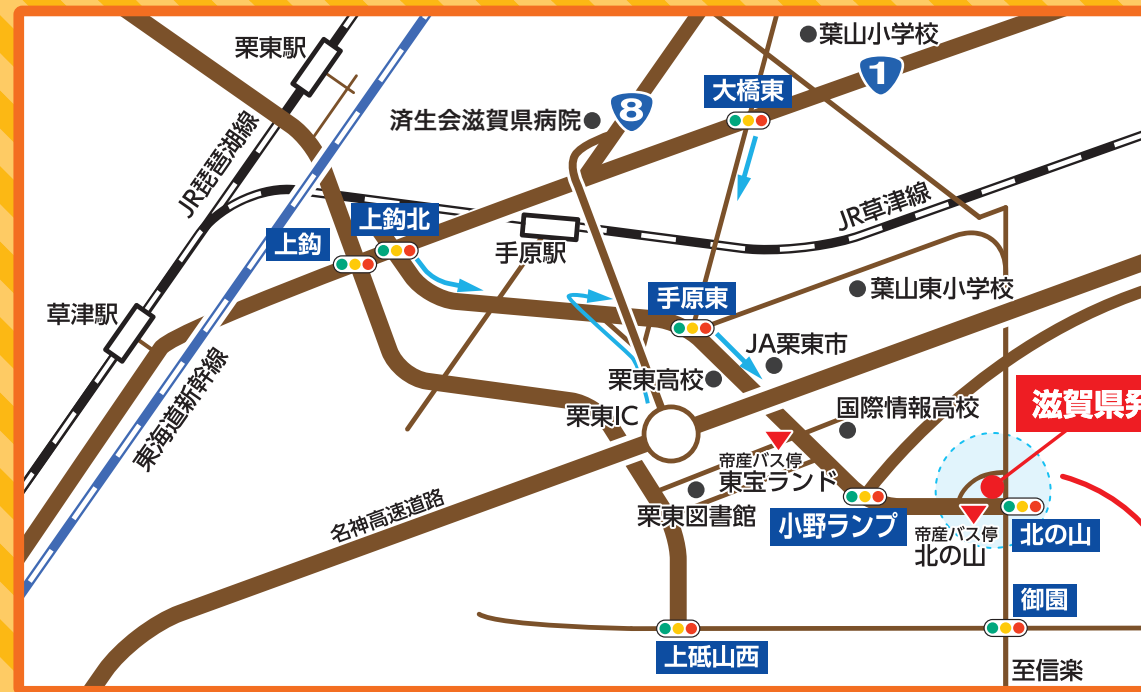 栗東駅
葉山小学校
1
大橋東
8
済生会滋賀県病院
JR琵琶湖線
JR草津線
上鈎北
上鈎
手原駅
葉山東小学校
手原東
草津駅
JA栗東市
東海道新幹線
栗東高校
滋賀県発
栗東IC
国際情報高校
帝産バス停
東宝ランド
名神高速道路
栗東図書館
小野ランプ
帝産バス停
北の山
北の山
御園
上砥山西
至信楽